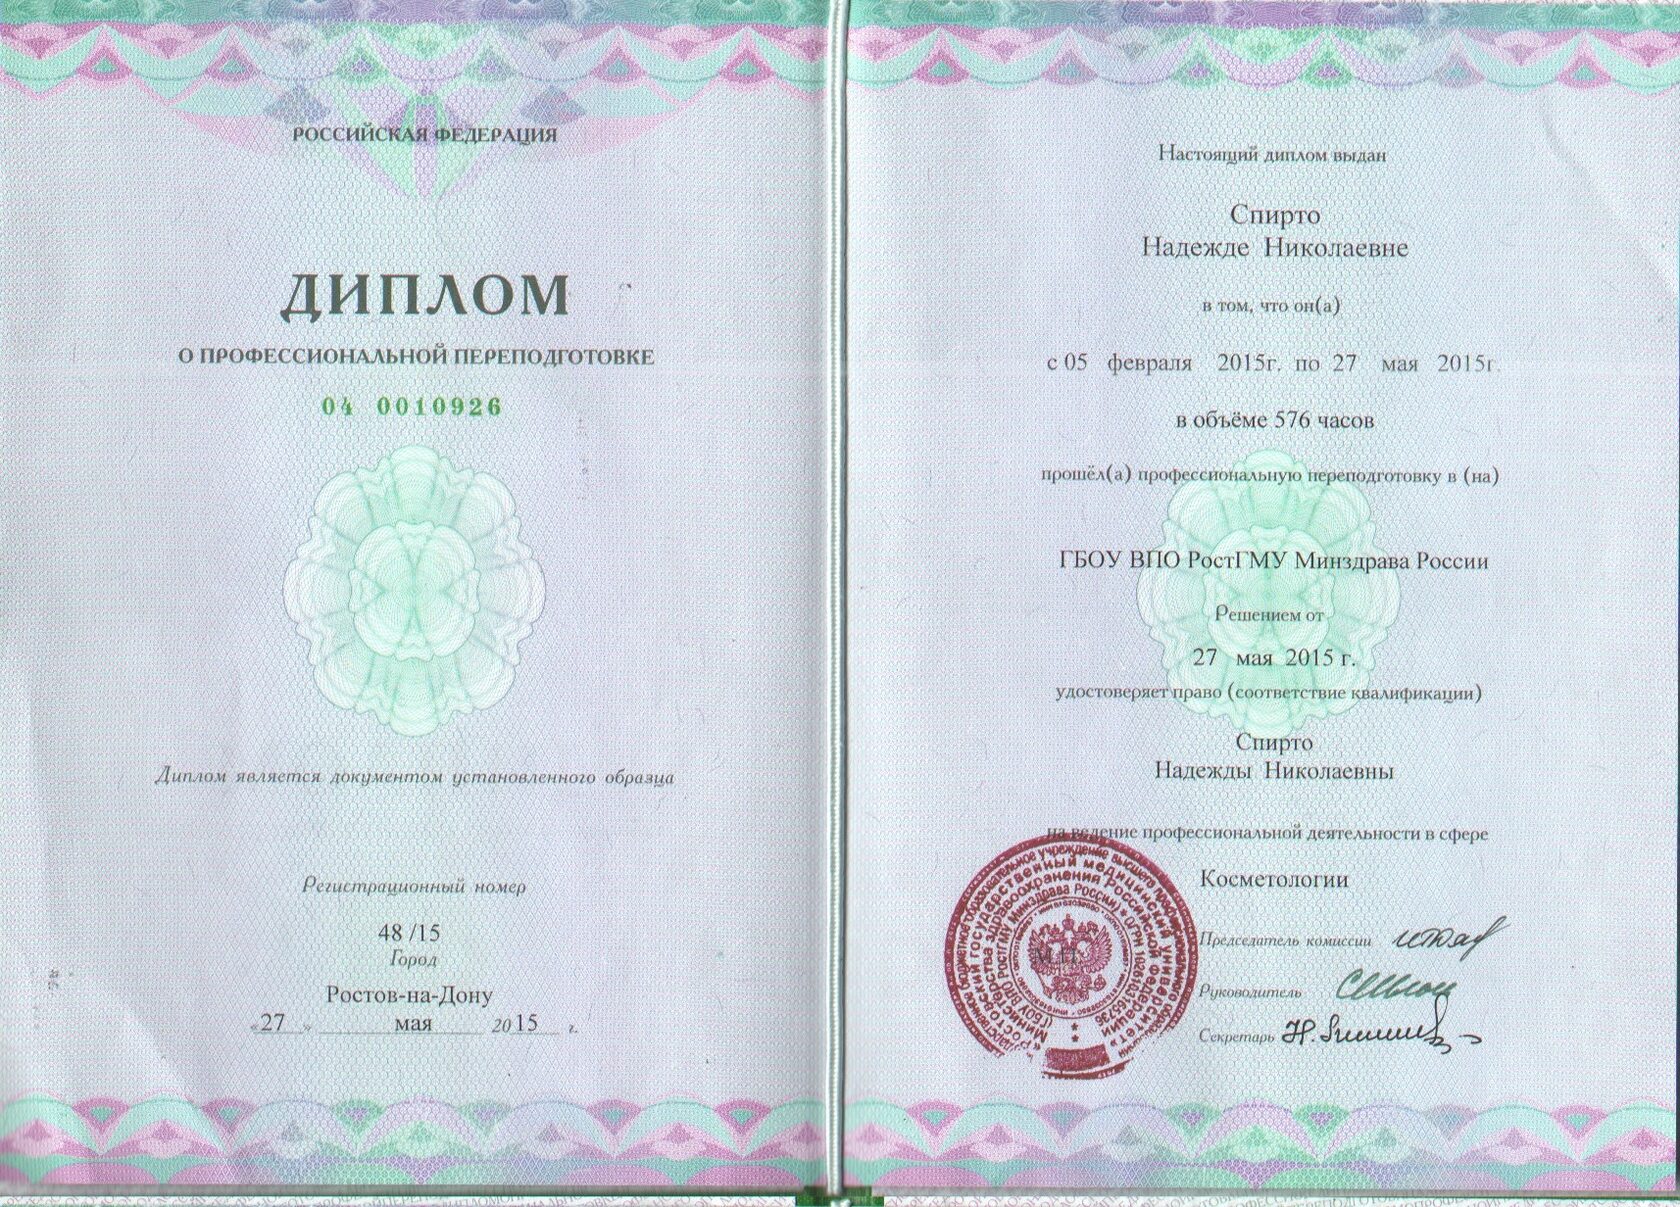 РОССИЙСКАЯ ФЕДЕРАЦИЯ
ДИПЛОМ
О ПРОФЕССИОНАЛЬНОЙ ПЕРЕПОДГОТОВКЕ
04 0010926
Диплом является документом установленного образца
Регистрационный номер
48 /15
Город
Ростов-на-Дону
«27» мая 2015 г.
Настоящий диплом выдан
Спирто
Надежде Николаевне
в том, что он(а)
с 05 февраля 2015г. по 27 мая 2015г.
в объёме 576 часов
прошёл(а) профессиональную переподготовку в (на)
ГБОУ ВПО РостГМУ Минздрава России
Решением от
27 мая 2015 г.
удостоверяет право (соответствие квалификации)
Спирто
Надежды Николаевны
на ведение профессиональной деятельности в сфере
Косметологии
М.П.
Председатель комиссии
Руководитель
Секретарь